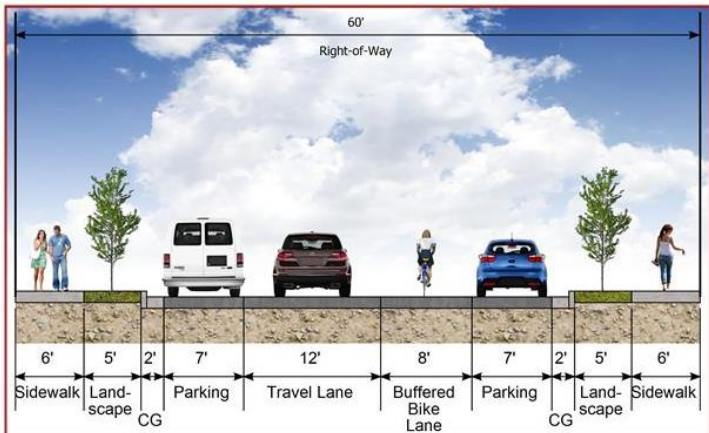 60'
Right-of-Way
6' 5' 2' 7' 12' 8' 7' 2' 5' 6'
Sidewalk Land- Parking Travel Lane Buffered Parking Land- Sidewalk
scape Bike scape
CG Lane CG